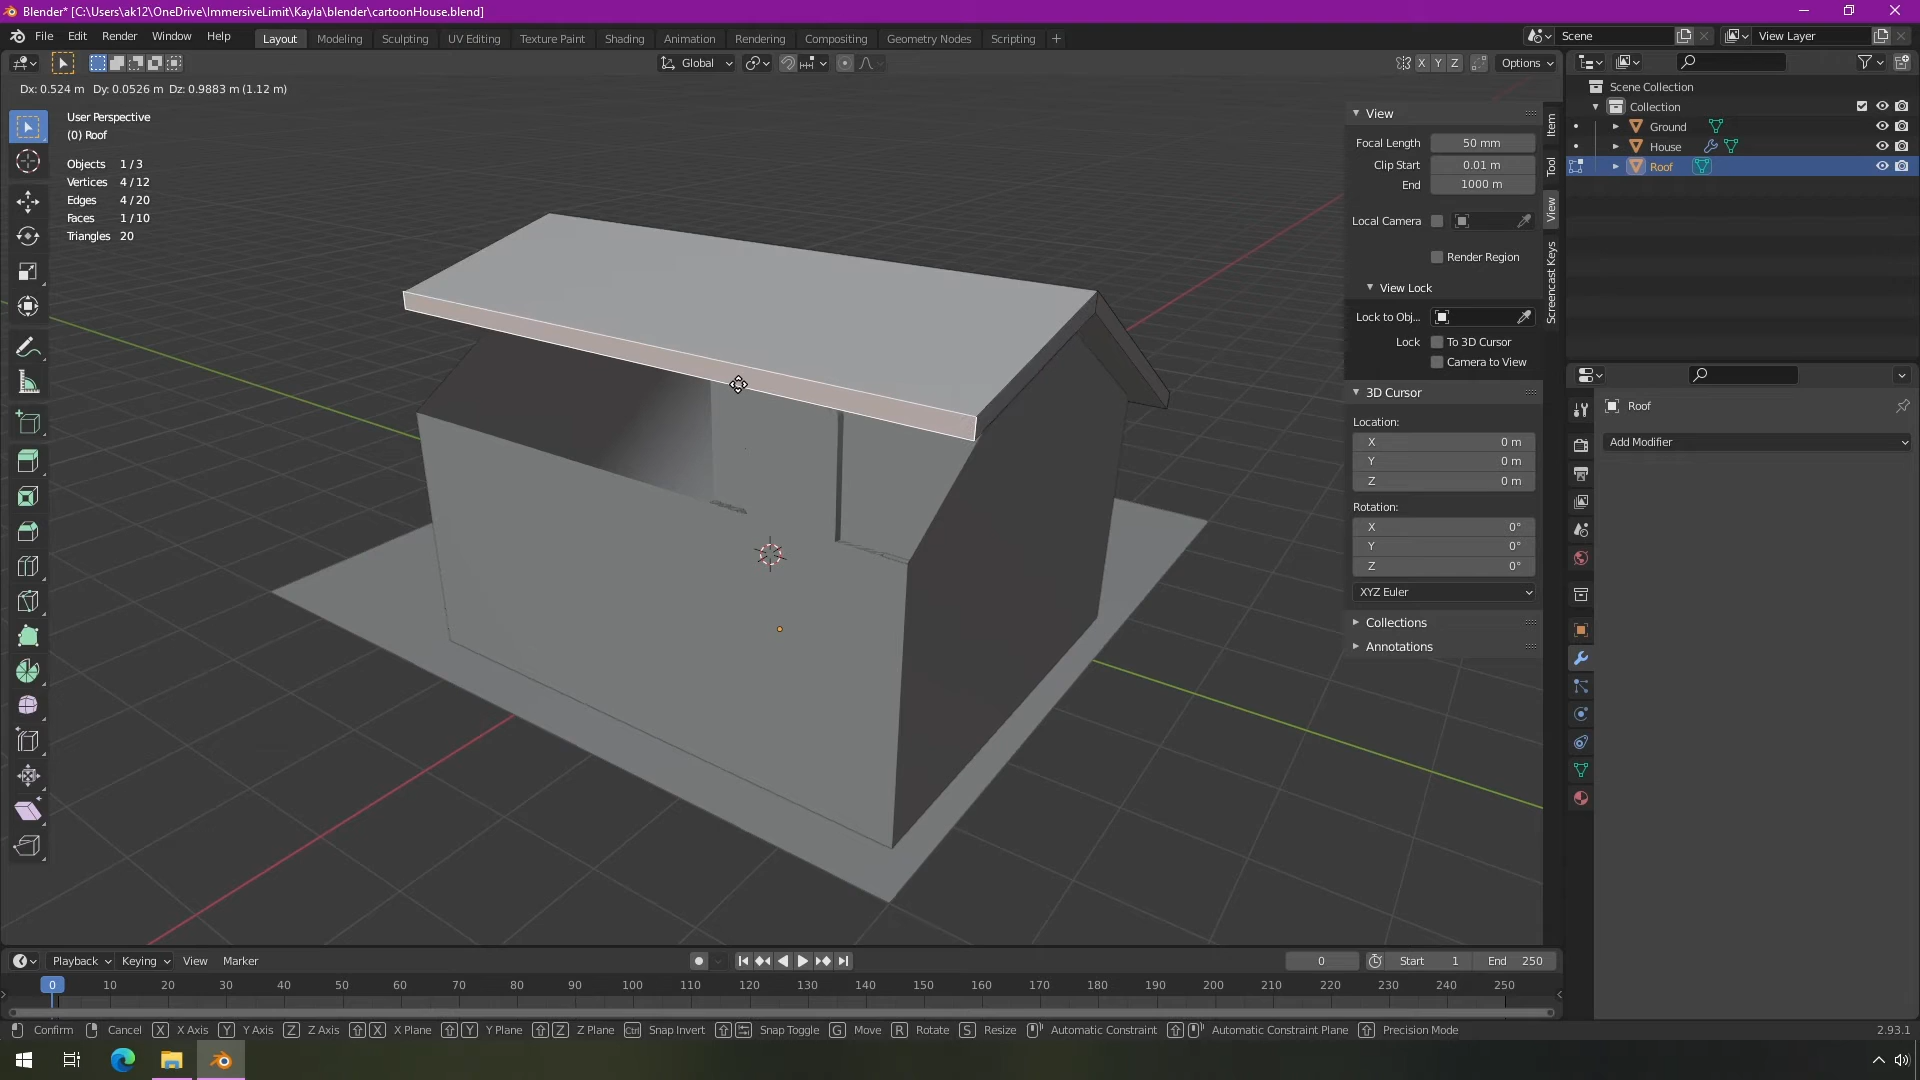 Blender* [C:\Users\ak12\OneDrive\ImmersiveLimit\Kayla\blender\cartoonHouse.blend]
File Edit Render Window Help Layout Modeling Sculpting UV Editing Texture Paint Shading Animation Rendering Compositing Geometry Nodes Scripting + Scene View Layer
Global X Y Z Options
Dx: 0.524 m Dy: 0.0526 m Dz: 0.9883 m (1.12 m)
User Perspective
(0) Roof
Objects 1 / 3
Vertices 4 / 12
Edges 4 / 20
Faces 1 / 10
Triangles 20
View
Focal Length 50 mm
Clip Start 0.01 m
End 1000 m
Local Camera
Render Region
View Lock
Lock to Obj...
Lock To 3D Cursor
Camera to View
3D Cursor
Location:
X 0 m
Y 0 m
Z 0 m
Rotation:
X 0°
Y 0°
Z 0°
XYZ Euler
Collections
Annotations
Item
Tool
View
Screencast Keys
Scene Collection
Collection
Ground
House
Roof
Roof
Add Modifier
Playback Keying View Marker 0 Start 1 End 250
0 10 20 30 40 50 60 70 80 90 100 110 120 130 140 150 160 170 180 190 200 210 220 230 240 250
Confirm Cancel X X Axis Y Y Axis Z Z Axis X X Plane Y Y Plane Z Z Plane Ctrl Snap Invert Snap Toggle G Move R Rotate S Resize Automatic Constraint Automatic Constraint Plane Precision Mode 2.93.1